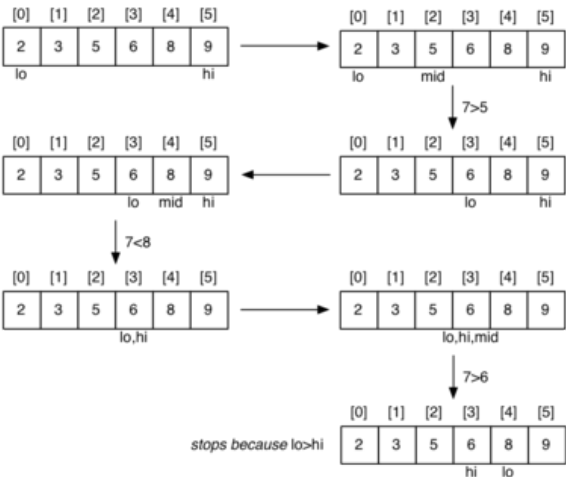 [0] [1] [2] [3] [4] [5]
2 3 5 6 8 9
lo hi
[0] [1] [2] [3] [4] [5]
2 3 5 6 8 9
lo mid hi
7>5
[0] [1] [2] [3] [4] [5]
2 3 5 6 8 9
lo mid hi
[0] [1] [2] [3] [4] [5]
2 3 5 6 8 9
lo hi
7<8
[0] [1] [2] [3] [4] [5]
2 3 5 6 8 9
lo,hi
[0] [1] [2] [3] [4] [5]
2 3 5 6 8 9
lo,hi,mid
7>6
[0] [1] [2] [3] [4] [5]
stops because lo>hi
2 3 5 6 8 9
hi lo